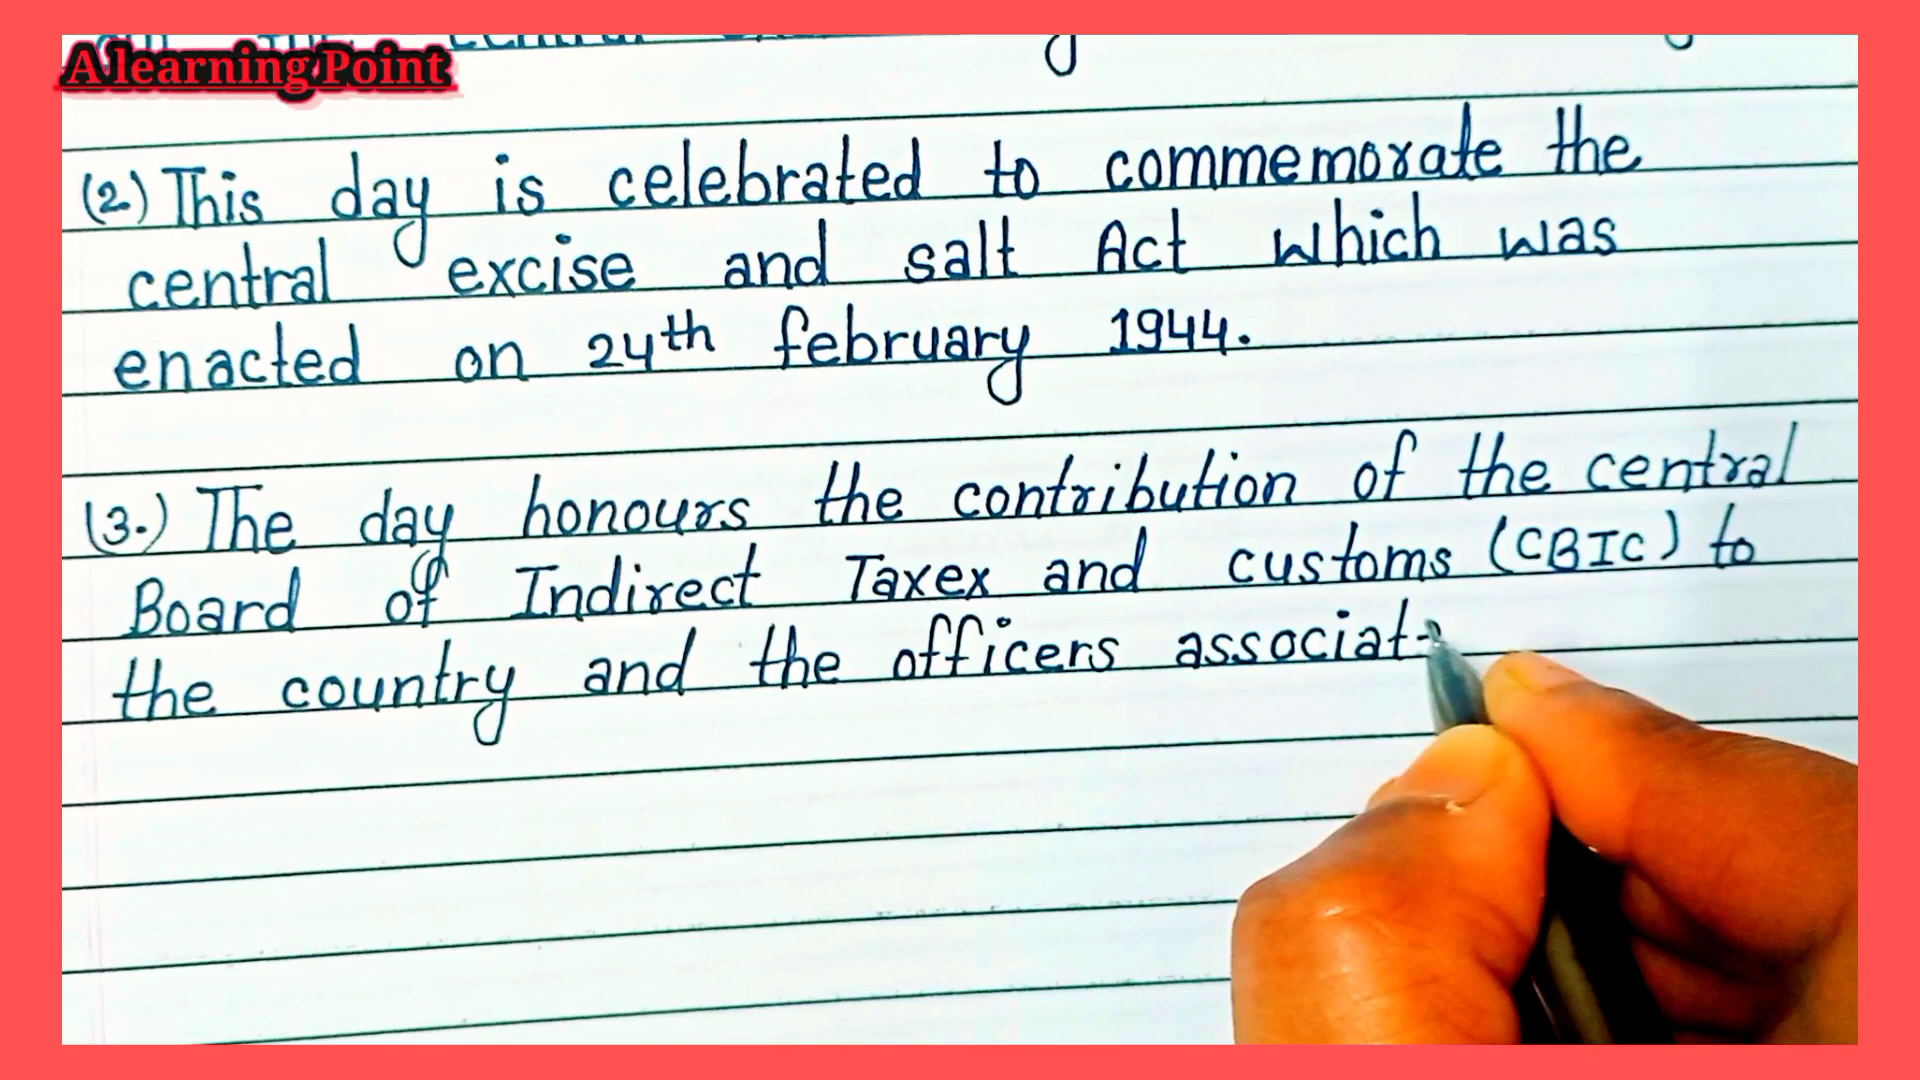 A learning Point
(2) This day is celebrated to commemorate the
central excise and salt Act which was
enacted on 24th february 1944.
(3.) The day honours the contribution of the central
Board of Indirect Taxex and customs (CBIC) to
the country and the officers associat